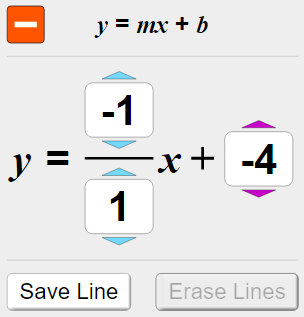 y = mx + b
-1
y = x + -4
1
Save Line
Erase Lines